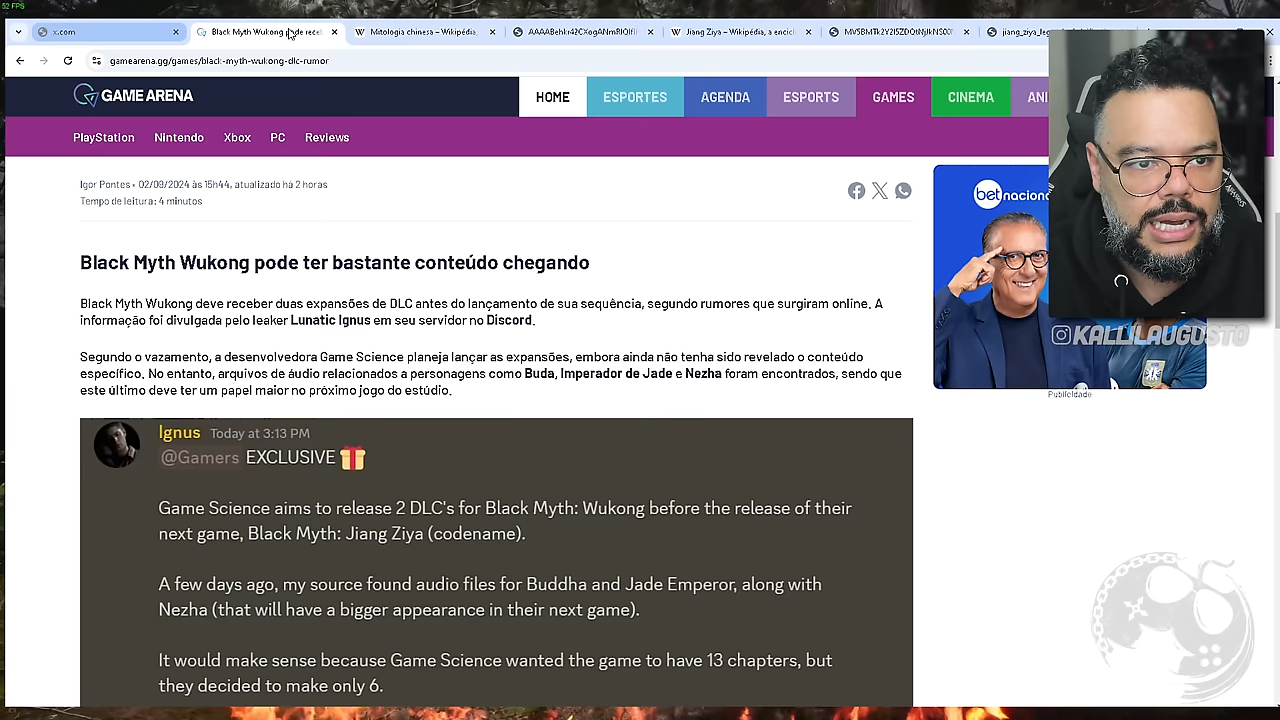 52 FPS
x.com
Black Myth Wukong pode rece
Mitologia chinesa – Wikipédia,
Jiang Ziya – Wikipédia, a encicl
gamearena.gg/games/black-myth-wukong-dlc-rumor
GAME ARENA
HOME
ESPORTES
AGENDA
ESPORTS
GAMES
CINEMA
ANI
PlayStation
Nintendo
Xbox
PC
Reviews
Igor Pontes • 02/09/2024 às 15h44, atualizado há 2 horas
Tempo de leitura: 4 minutos
betnacion
Black Myth Wukong pode ter bastante conteúdo chegando
Black Myth Wukong deve receber duas expansões de DLC antes do lançamento de sua sequência, segundo rumores que surgiram online. A
informação foi divulgada pelo leaker Lunatic Ignus em seu servidor no Discord.
KALLILAUGUSTO
Segundo o vazamento, a desenvolvedora Game Science planeja lançar as expansões, embora ainda não tenha sido revelado o conteúdo
específico. No entanto, arquivos de áudio relacionados a personagens como Buda, Imperador de Jade e Nezha foram encontrados, sendo que
este último deve ter um papel maior no próximo jogo do estúdio.
Publicidade
Ignus Today at 3:13 PM
@Gamers EXCLUSIVE
Game Science aims to release 2 DLC's for Black Myth: Wukong before the release of their
next game, Black Myth: Jiang Ziya (codename).
A few days ago, my source found audio files for Buddha and Jade Emperor, along with
Nezha (that will have a bigger appearance in their next game).
It would make sense because Game Science wanted the game to have 13 chapters, but
they decided to make only 6.